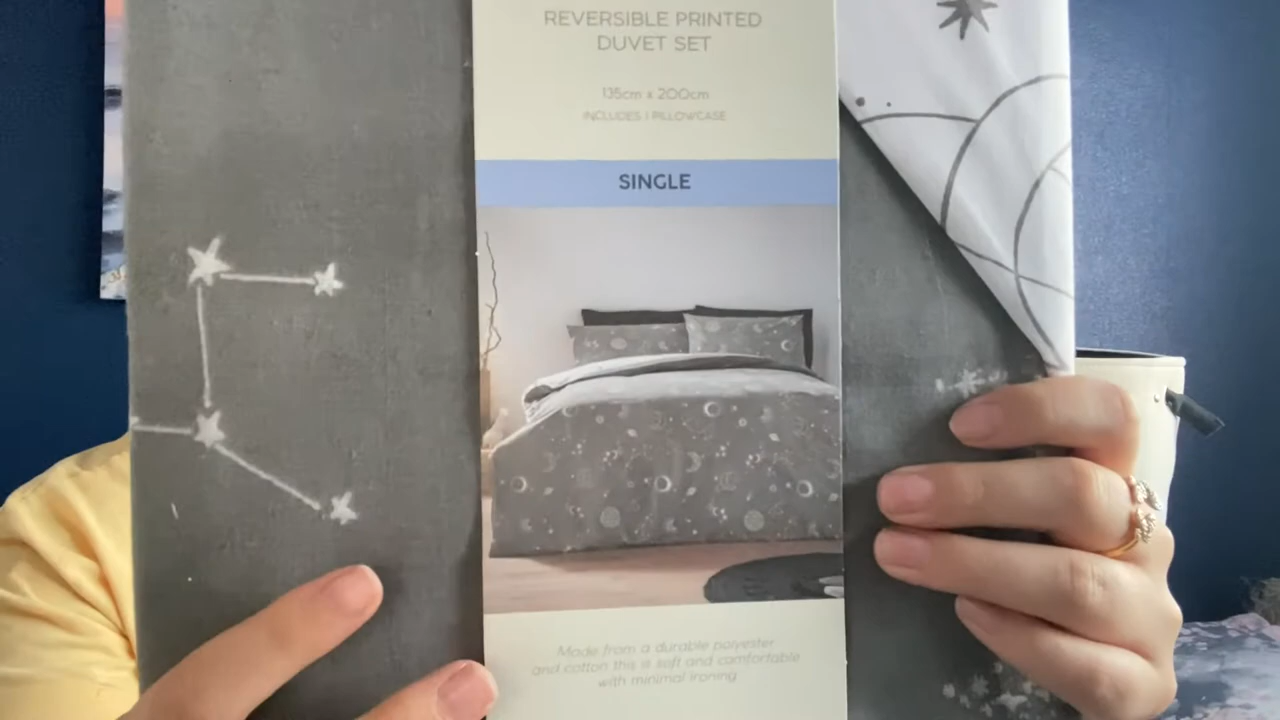 REVERSIBLE PRINTED
DUVET SET
135cm x 200cm
INCLUDES 1 PILLOWCASE
SINGLE
Made from a durable polyester
and cotton this is soft and comfortable
with minimal ironing